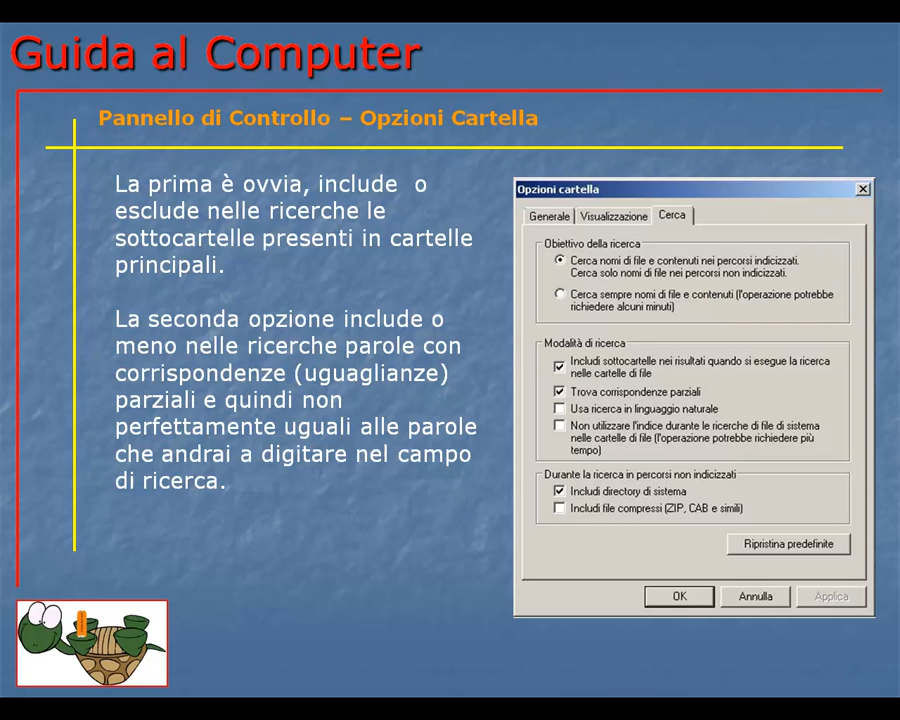 Guida al Computer
Pannello di Controllo – Opzioni Cartella
La prima è ovvia, include  o
esclude nelle ricerche le
sottocartelle presenti in cartelle
principali.
La seconda opzione include o
meno nelle ricerche parole con
corrispondenze (uguaglianze)
parziali e quindi non
perfettamente uguali alle parole
che andrai a digitare nel campo
di ricerca.
Opzioni cartella
Generale Visualizzazione Cerca
Obiettivo della ricerca
Cerca nomi di file e contenuti nei percorsi indicizzati.
Cerca solo nomi di file nei percorsi non indicizzati.
Cerca sempre nomi di file e contenuti (l'operazione potrebbe
richiedere alcuni minuti)
Modalità di ricerca
Includi sottocartelle nei risultati quando si esegue la ricerca
nelle cartelle di file
Trova corrispondenze parziali
Usa ricerca in linguaggio naturale
Non utilizzare l'indice durante le ricerche di file di sistema
nelle cartelle di file (l'operazione potrebbe richiedere più
tempo)
Durante la ricerca in percorsi non indicizzati
Includi directory di sistema
Includi file compressi (ZIP, CAB e simili)
Ripristina predefinite
OK Annulla Applica